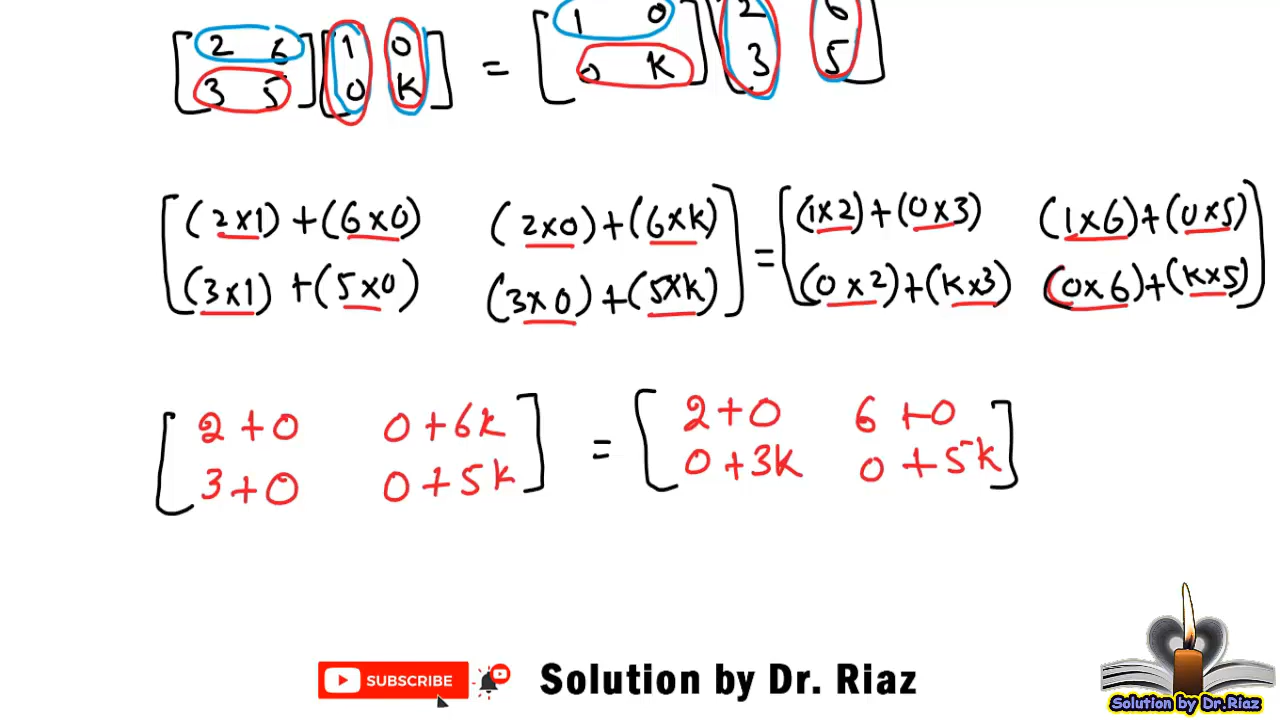 [2 6 [1 0 = [1 0 [2 6
3 5] 0 K] 0 K] 3 5]
[(2x1)+(6x0) (2x0)+(6xk)] = [(1x2)+(0x3) (1x6)+(0x5)
(3x1)+(5x0) (3x0)+(5xk)] (0x2)+(kx3) (0x6)+(kx5)]
[2+0 0+6k = [2+0 6+0
3+0 0+5k] 0+3k 0+5k]
SUBSCRIBE Solution by Dr. Riaz
Solution by Dr.Riaz